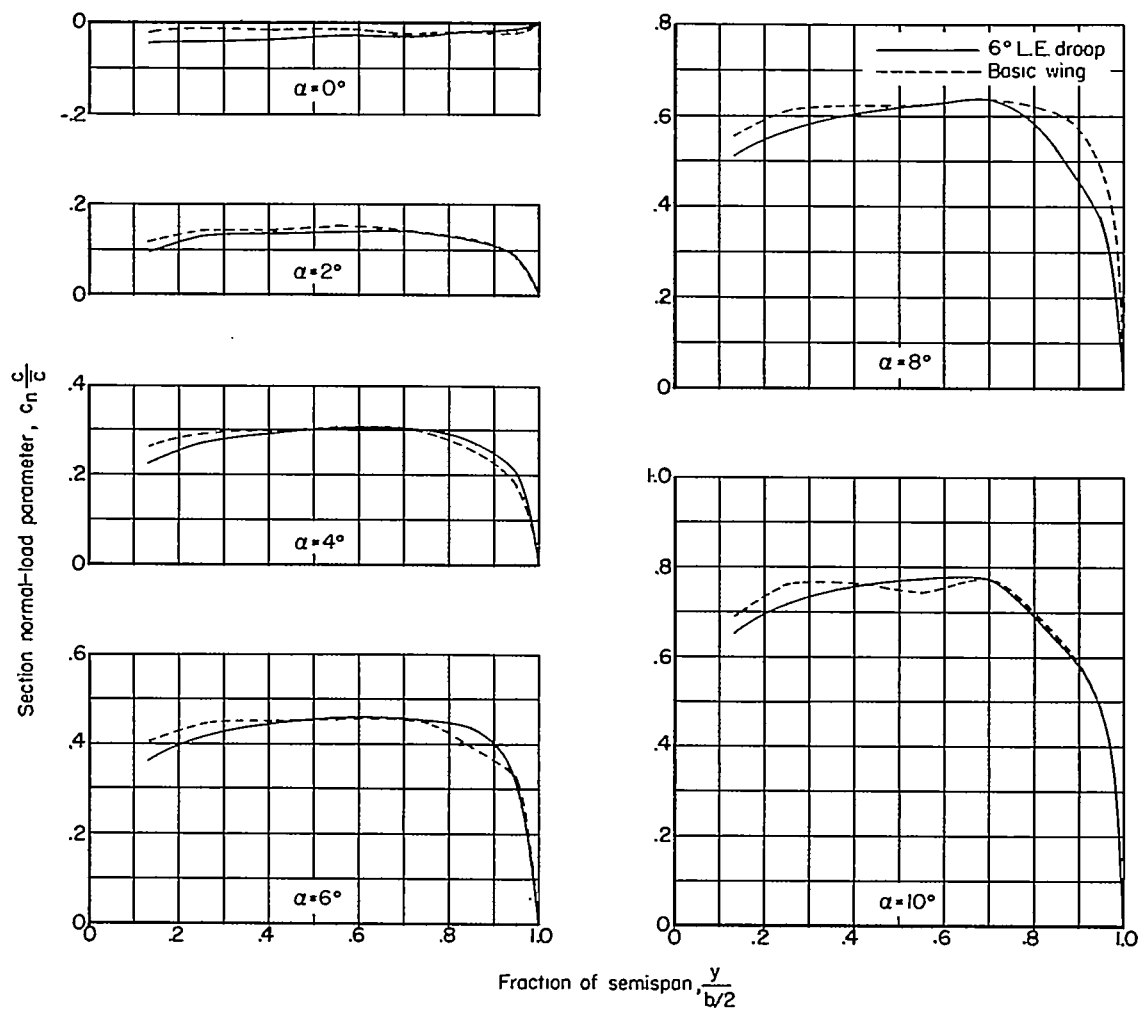 0
-.2
α=0°
.2
0
α=2°
.4
.2
0
α=4°
.6
.4
.2
0
α=6°
0 .2 .4 .6 .8 1.0
.8
.6
.4
.2
0
6° L.E. droop
Basic wing
α=8°
1.0
.8
.6
.4
.2
0
α=10°
0 .2 .4 .6 .8 1.0
Section normal-load parameter, cₙ c/c̄
Fraction of semispan, y/b/2